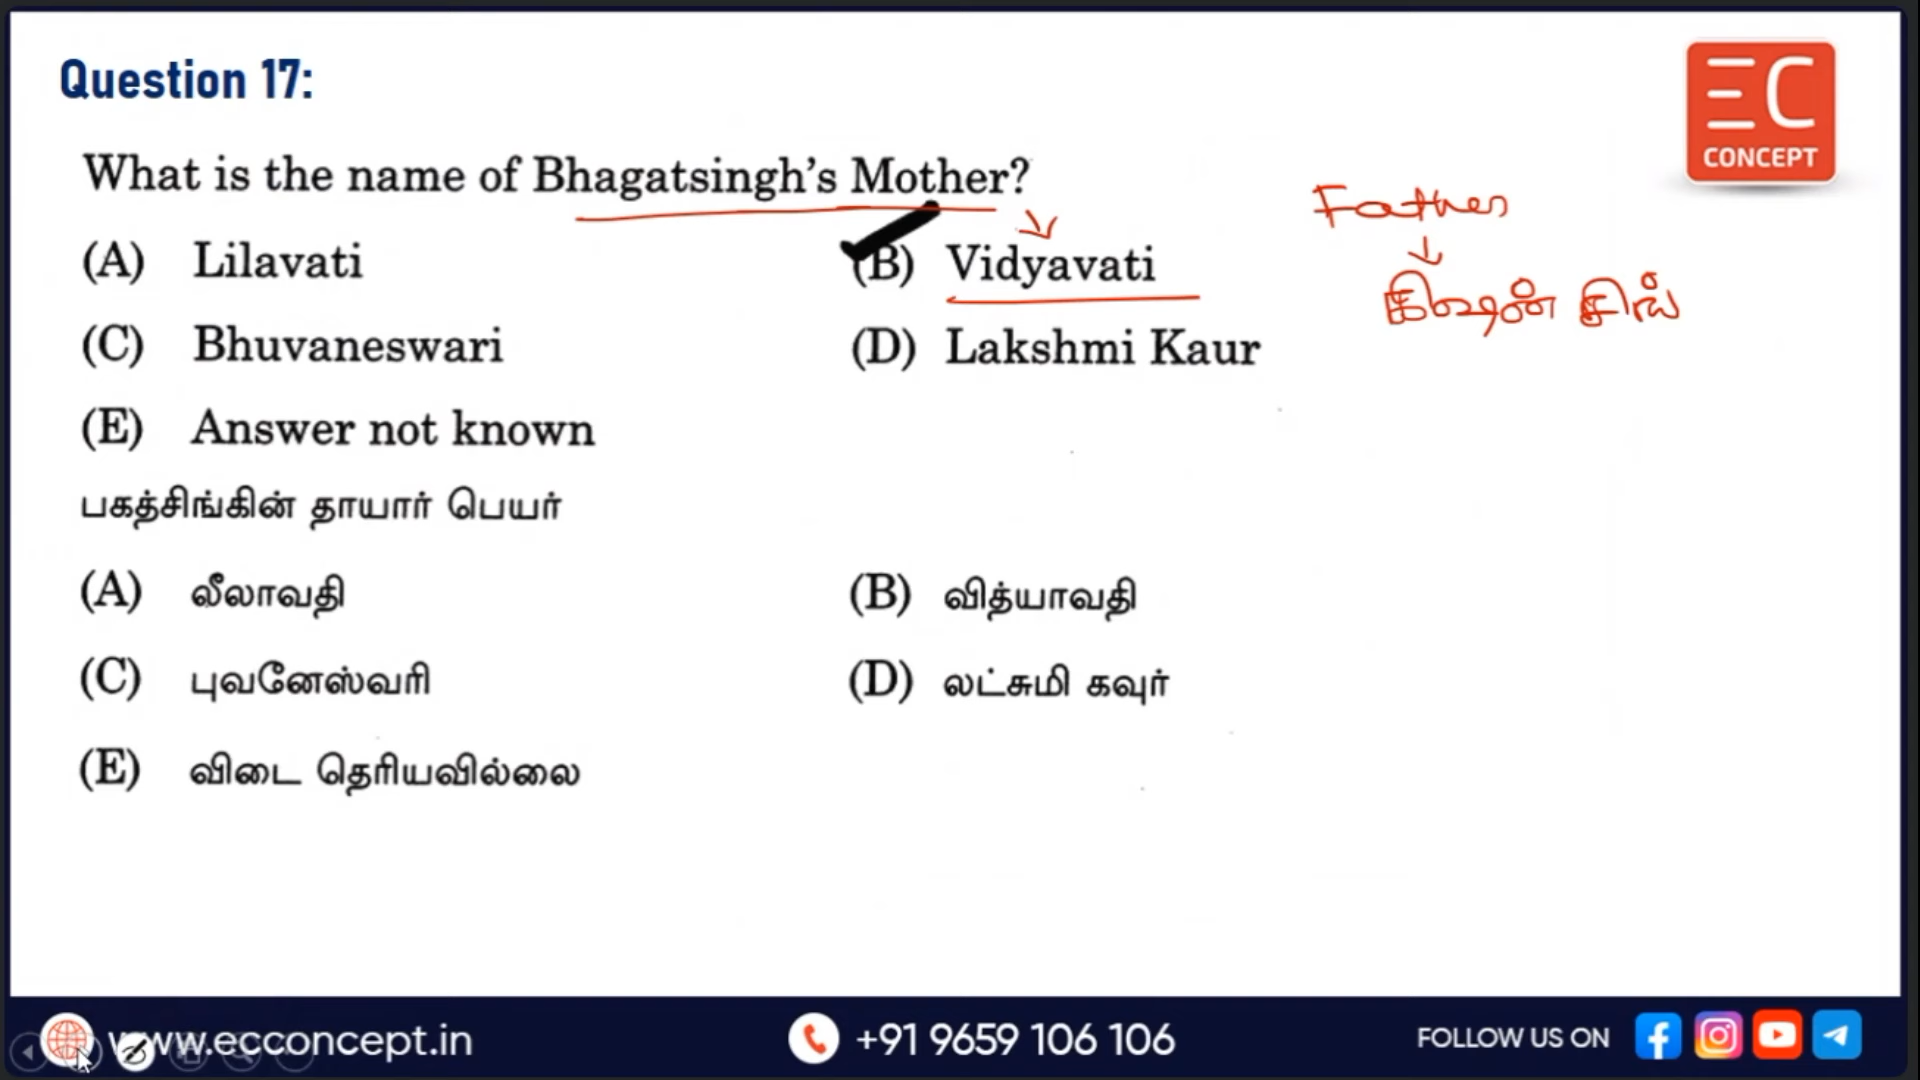 Question 17:
EC
CONCEPT
What is the name of Bhagatsingh's Mother?
Father
(A) Lilavati (B) Vidyavati
கிஷன் சிங்
(C) Bhuvaneswari (D) Lakshmi Kaur
(E) Answer not known
பகத்சிங்கின் தாயார் பெயர்
(A) லீலாவதி (B) வித்யாவதி
(C) புவனேஸ்வரி (D) லட்சுமி கவுர்
(E) விடை தெரியவில்லை
www.ecconcept.in +91 9659 106 106 FOLLOW US ON